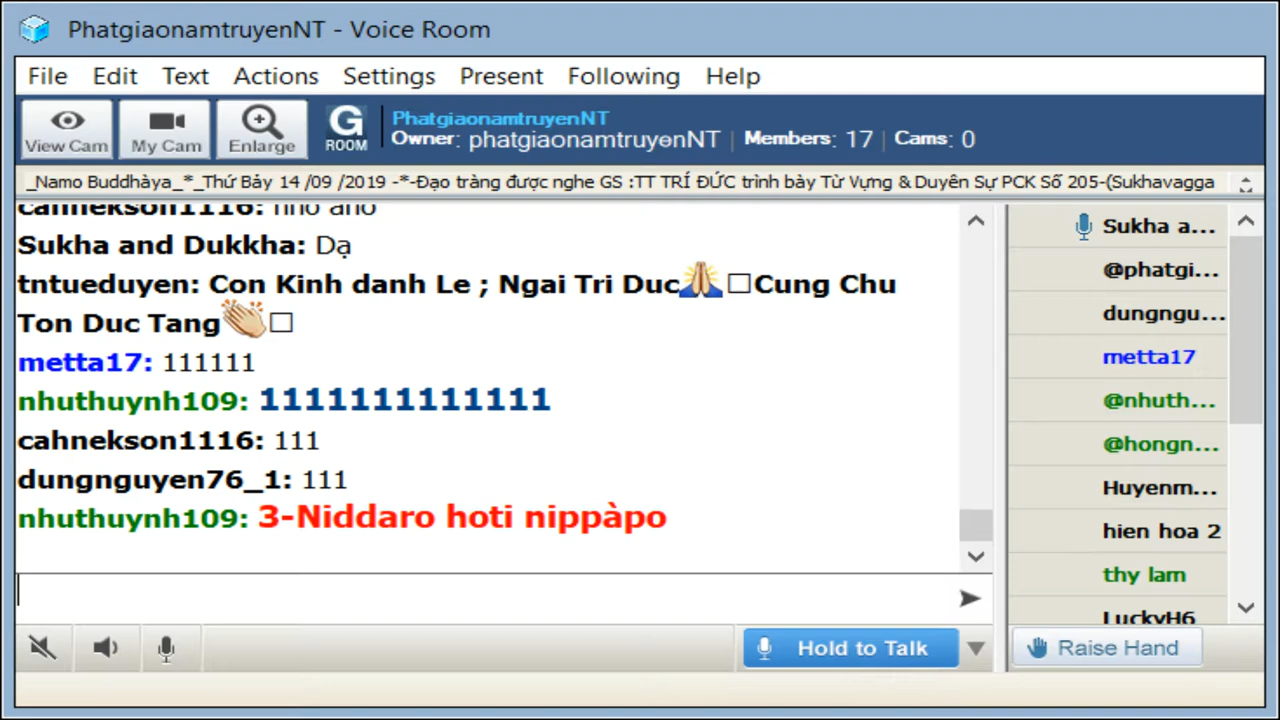 PhatgiaonamtruyenNT - Voice Room
File Edit Text Actions Settings Present Following Help
View Cam My Cam Enlarge G ROOM
PhatgiaonamtruyenNT
Owner: phatgiaonamtruyenNT | Members: 17 | Cams: 0
_Namo Buddhàya_*_Thứ Bảy 14 /09 /2019 -*-Đạo tràng được nghe GS :TT TRÍ ĐỨC trình bày Từ Vựng & Duyên Sự PCK Số 205-(Sukhavagga
cahnekson1116: nho ano
Sukha and Dukkha: Dạ
tntueduyen: Con Kinh danh Le ; Ngai Tri Duc🙏□Cung Chu
Ton Duc Tang👏□
metta17: 111111
nhuthuynh109: 1111111111111
cahnekson1116: 111
dungnguyen76_1: 111
nhuthuynh109: 3-Niddaro hoti nippàpo
Sukha a...
@phatgi...
dungngu...
metta17
@nhuth...
@hongn...
Huyenm...
hien hoa 2
thy lam
LuckyH6
Hold to Talk
Raise Hand